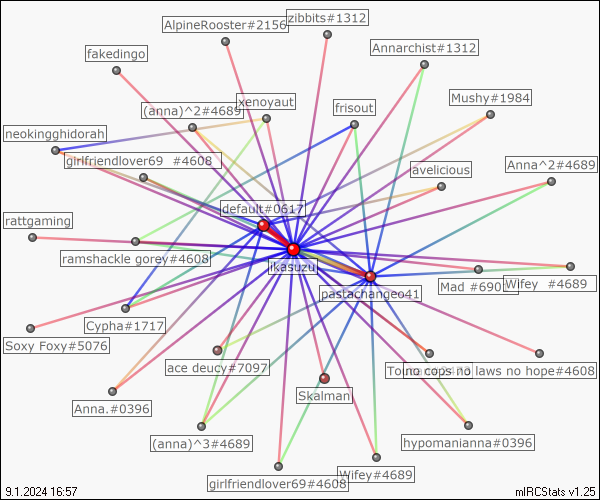 zibbits#1312
AlpineRooster#2156
Annarchist#1312
fakedingo
Mushy#1984
xenoyaut
(anna)^2#4689
frisout
neokingghidorah
girlfriendlover69 #4608
Anna^2#4689
avelicious
default#0617
rattgaming
ramshackle gorey#4608
ikasuzu
Mad #690
Wifey #4689
pastachangeo41
Cypha#1717
Soxy Foxy#5076
ace deucy#7097
no cops no laws no hope#4608
Skalman
Anna.#0396
(anna)^3#4689
hypomanianna#0396
Wifey#4689
girlfriendlover69#4608
9.1.2024 16:57
mIRCStats v1.25